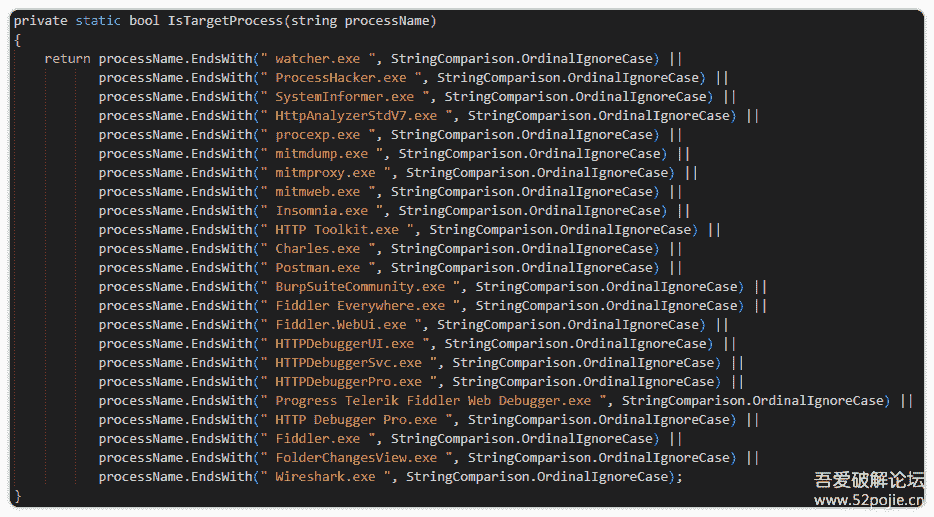 private static bool IsTargetProcess(string processName)
{
return processName.EndsWith(" watcher.exe ", StringComparison.OrdinalIgnoreCase) ||
processName.EndsWith(" ProcessHacker.exe ", StringComparison.OrdinalIgnoreCase) ||
processName.EndsWith(" SystemInformer.exe ", StringComparison.OrdinalIgnoreCase) ||
processName.EndsWith(" HttpAnalyzerStdV7.exe ", StringComparison.OrdinalIgnoreCase) ||
processName.EndsWith(" procexp.exe ", StringComparison.OrdinalIgnoreCase) ||
processName.EndsWith(" mitmdump.exe ", StringComparison.OrdinalIgnoreCase) ||
processName.EndsWith(" mitmproxy.exe ", StringComparison.OrdinalIgnoreCase) ||
processName.EndsWith(" mitmweb.exe ", StringComparison.OrdinalIgnoreCase) ||
processName.EndsWith(" Insomnia.exe ", StringComparison.OrdinalIgnoreCase) ||
processName.EndsWith(" HTTP Toolkit.exe ", StringComparison.OrdinalIgnoreCase) ||
processName.EndsWith(" Charles.exe ", StringComparison.OrdinalIgnoreCase) ||
processName.EndsWith(" Postman.exe ", StringComparison.OrdinalIgnoreCase) ||
processName.EndsWith(" BurpSuiteCommunity.exe ", StringComparison.OrdinalIgnoreCase) ||
processName.EndsWith(" Fiddler Everywhere.exe ", StringComparison.OrdinalIgnoreCase) ||
processName.EndsWith(" Fiddler.WebUi.exe ", StringComparison.OrdinalIgnoreCase) ||
processName.EndsWith(" HTTPDebuggerUI.exe ", StringComparison.OrdinalIgnoreCase) ||
processName.EndsWith(" HTTPDebuggerSvc.exe ", StringComparison.OrdinalIgnoreCase) ||
processName.EndsWith(" HTTPDebuggerPro.exe ", StringComparison.OrdinalIgnoreCase) ||
processName.EndsWith(" Progress Telerik Fiddler Web Debugger.exe ", StringComparison.OrdinalIgnoreCase) ||
processName.EndsWith(" HTTP Debugger Pro.exe ", StringComparison.OrdinalIgnoreCase) ||
processName.EndsWith(" Fiddler.exe ", StringComparison.OrdinalIgnoreCase) ||
processName.EndsWith(" FolderChangesView.exe ", StringComparison.OrdinalIgnoreCase) ||
processName.EndsWith(" Wireshark.exe ", StringComparison.OrdinalIgnoreCase);
}
吾爱破解论坛
www.52pojie.cn